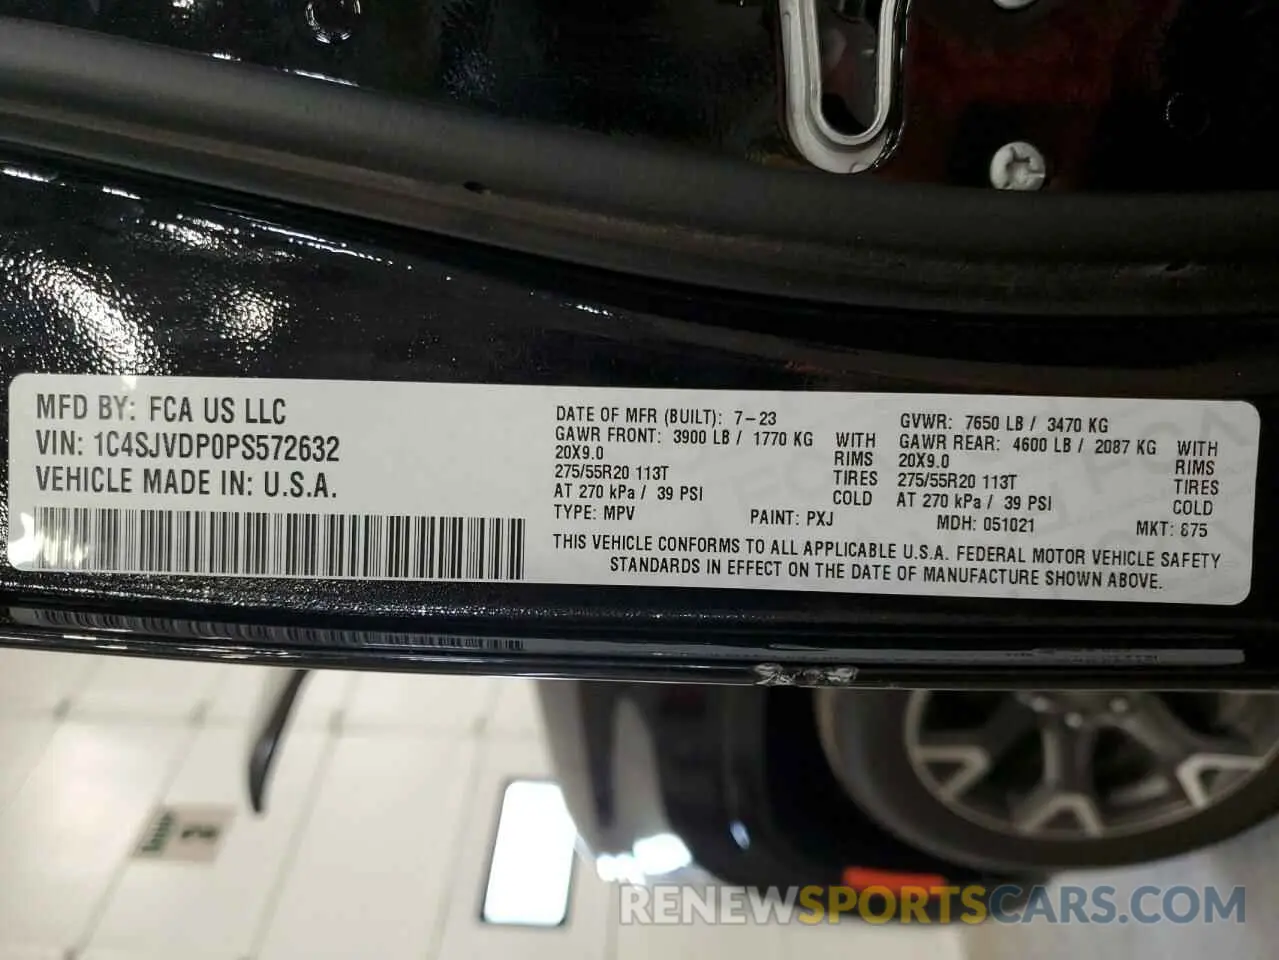 MFD BY: FCA US LLC
VIN: 1C4SJVDP0PS572632
VEHICLE MADE IN: U.S.A.
DATE OF MFR (BUILT): 7-23
GAWR FRONT: 3900 LB / 1770 KG WITH
20X9.0 RIMS
275/55R20 113T TIRES
AT 270 kPa / 39 PSI COLD
GVWR: 7650 LB / 3470 KG
GAWR REAR: 4600 LB / 2087 KG WITH
20X9.0 RIMS
275/55R20 113T TIRES
AT 270 kPa / 39 PSI COLD
TYPE: MPV PAINT: PXJ MDH: 051021 MKT: 875
THIS VEHICLE CONFORMS TO ALL APPLICABLE U.S.A. FEDERAL MOTOR VEHICLE SAFETY
STANDARDS IN EFFECT ON THE DATE OF MANUFACTURE SHOWN ABOVE.
RENEWSPORTSCARS.COM